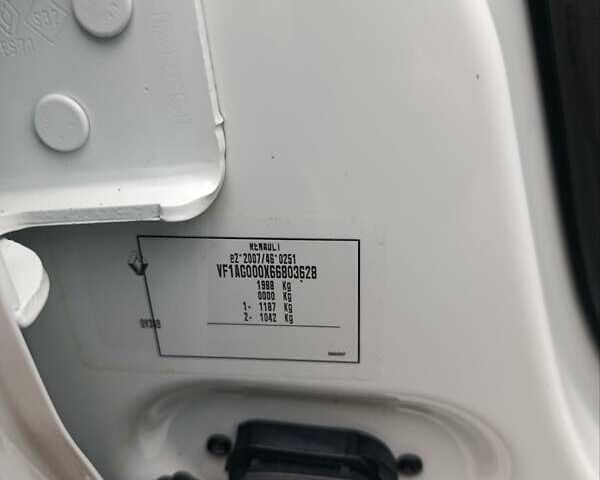 RENAULT
e2*2007/46*0251
VF1AG000X66803628
1988 Kg
0000 Kg
1- 1187 Kg
2- 1042 Kg